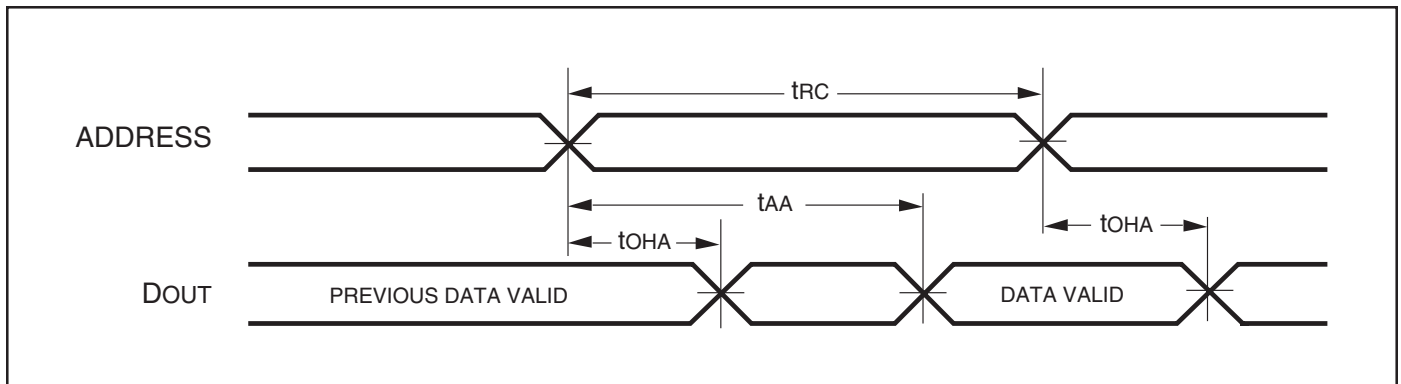 tRC
ADDRESS
tAA
tOHA
tOHA
DOUT
PREVIOUS DATA VALID
DATA VALID